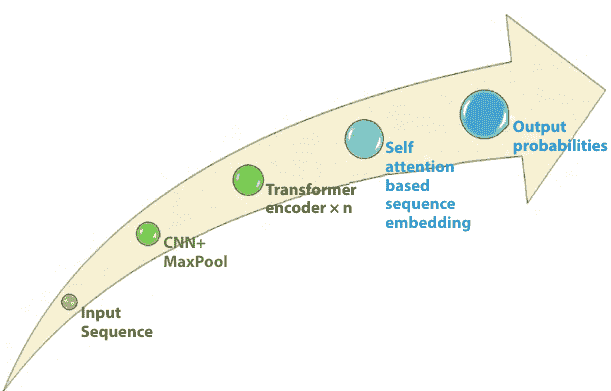 Input
Sequence
CNN+
MaxPool
Transformer
encoder × n
Self
attention
based
sequence
embedding
Output
probabilities